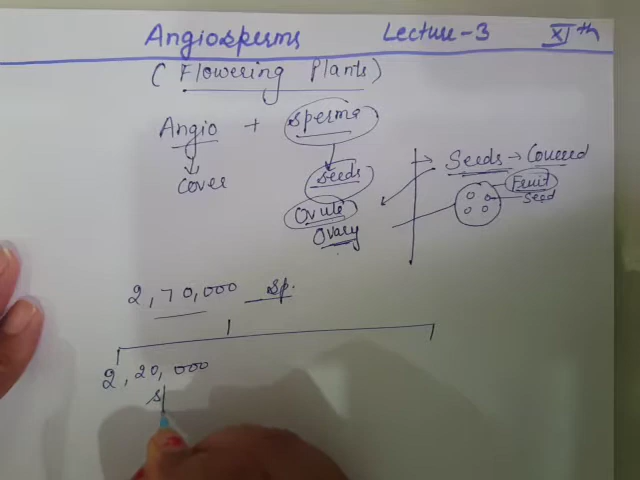 Angiosperms Lecture-3 XIth
( Flowering Plants)
Angio + sperma
Cover seeds
Ovule
Ovary
→ Seeds → Covered
Fruit
seed
2,70,000 sp.
2,20,000
s